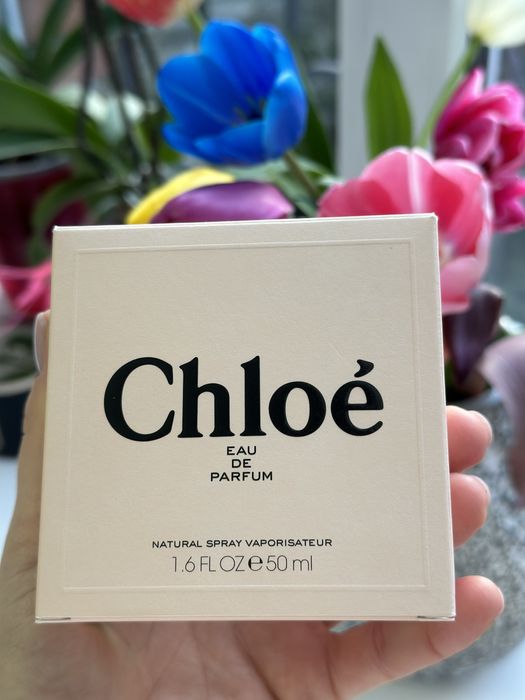 Chloé
EAU
DE
PARFUM
NATURAL SPRAY VAPORISATEUR
1.6 FL OZ ℮ 50 ml